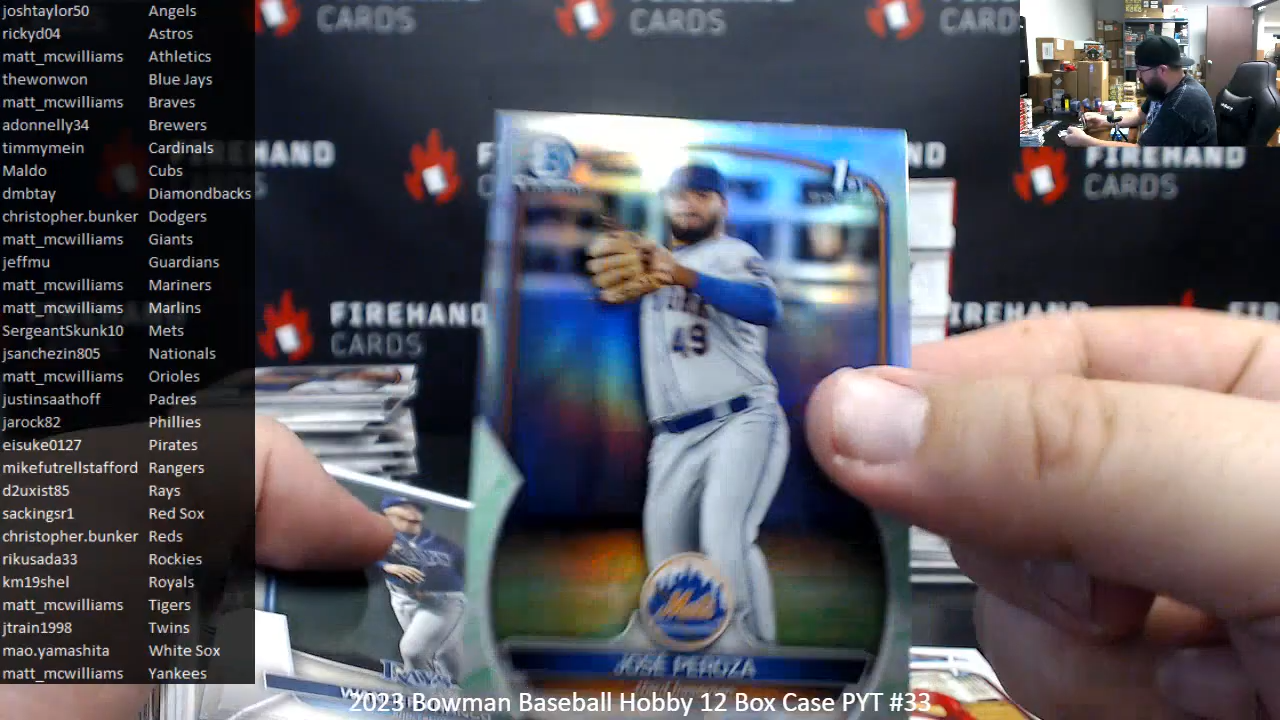 joshtaylor50 Angels
rickyd04 Astros
matt_mcwilliams Athletics
thewonwon Blue Jays
matt_mcwilliams Braves
adonnelly34 Brewers
timmymein Cardinals
Maldo Cubs
dmbtay Diamondbacks
christopher.bunker Dodgers
matt_mcwilliams Giants
jeffmu Guardians
matt_mcwilliams Mariners
matt_mcwilliams Marlins
SergeantSkunk10 Mets
jsanchezin805 Nationals
matt_mcwilliams Orioles
justinsaathoff Padres
jarock82 Phillies
eisuke0127 Pirates
mikefutrellstafford Rangers
d2uxist85 Rays
sackingsr1 Red Sox
christopher.bunker Reds
rikusada33 Rockies
km19shel Royals
matt_mcwilliams Tigers
jtrain1998 Twins
mao.yamashita White Sox
matt_mcwilliams Yankees
CARDS
FIREHAND
CARDS
FIREHAND
CARDS
FIREHAND
CARDS
49
Mets
JOSE PEROZA
2023 Bowman Baseball Hobby 12 Box Case PYT #33